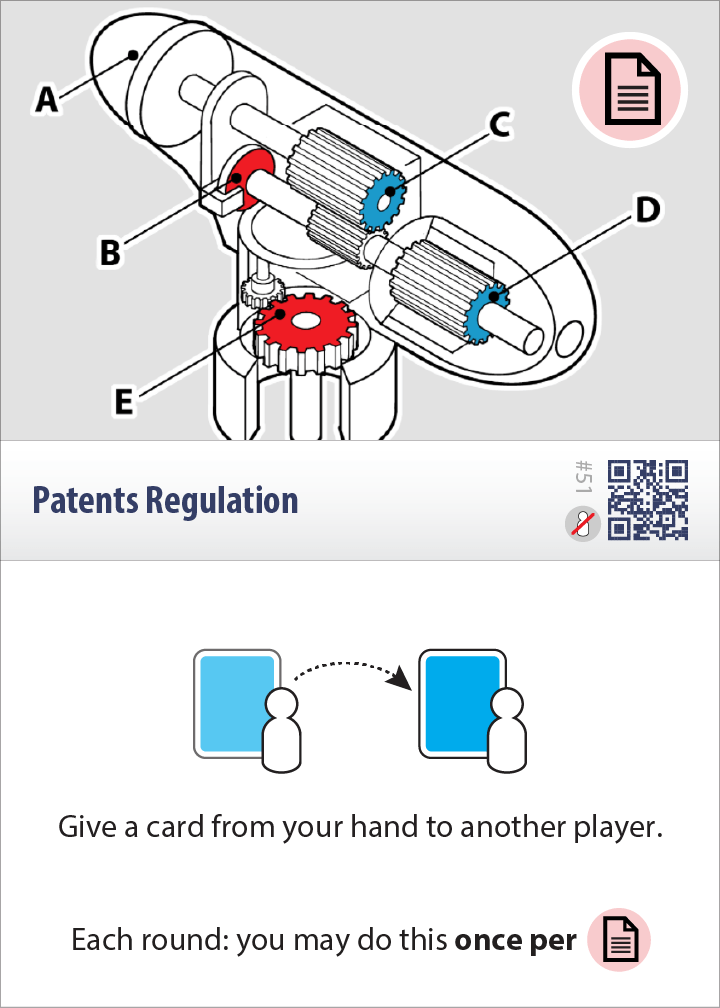 A
C
D
B
E
Patents Regulation
#51
Give a card from your hand to another player.
Each round: you may do this once per